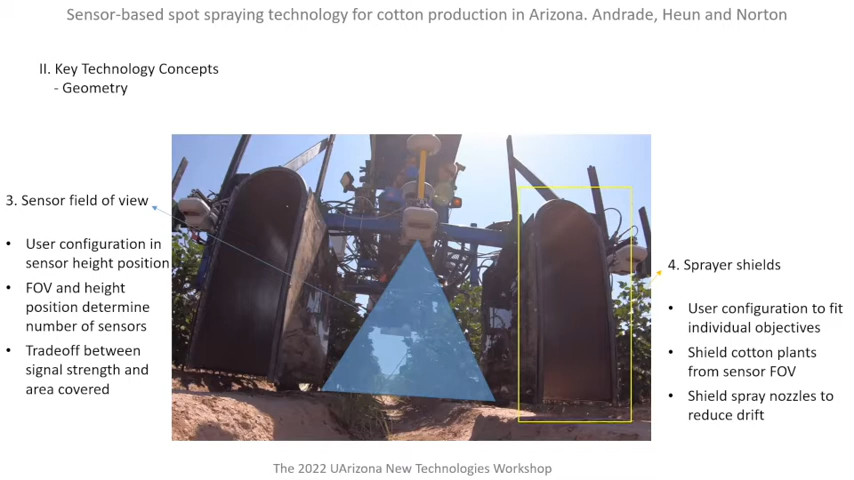 Sensor-based spot spraying technology for cotton production in Arizona. Andrade, Heun and Norton
II. Key Technology Concepts
- Geometry
3. Sensor field of view
• User configuration in
sensor height position
• FOV and height
position determine
number of sensors
• Tradeoff between
signal strength and
area covered
4. Sprayer shields
• User configuration to fit
individual objectives
• Shield cotton plants
from sensor FOV
• Shield spray nozzles to
reduce drift
The 2022 UArizona New Technologies Workshop